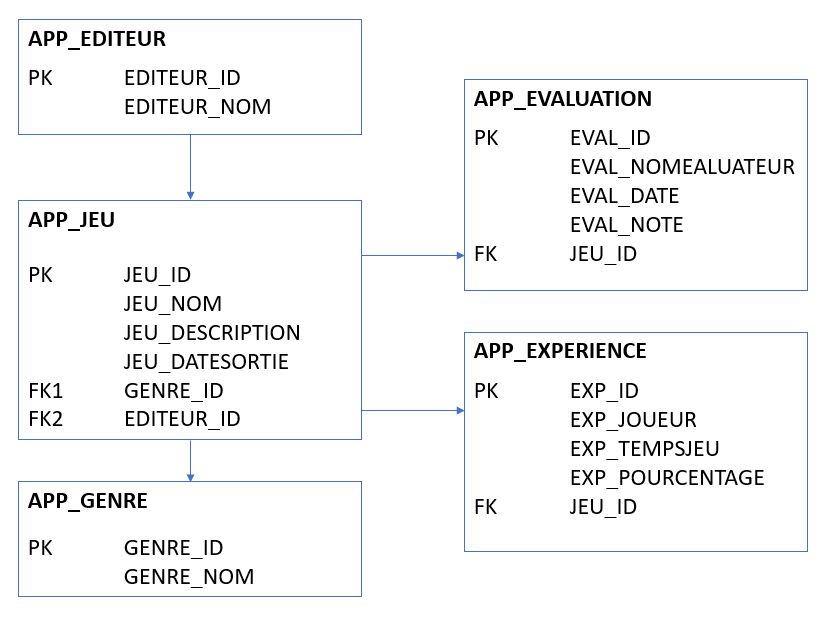 APP_EDITEUR
PK EDITEUR_ID
EDITEUR_NOM
APP_JEU
PK JEU_ID
JEU_NOM
JEU_DESCRIPTION
JEU_DATESORTIE
FK1 GENRE_ID
FK2 EDITEUR_ID
APP_GENRE
PK GENRE_ID
GENRE_NOM
APP_EVALUATION
PK EVAL_ID
EVAL_NOMEALUATEUR
EVAL_DATE
EVAL_NOTE
FK JEU_ID
APP_EXPERIENCE
PK EXP_ID
EXP_JOUEUR
EXP_TEMPSJEU
EXP_POURCENTAGE
FK JEU_ID